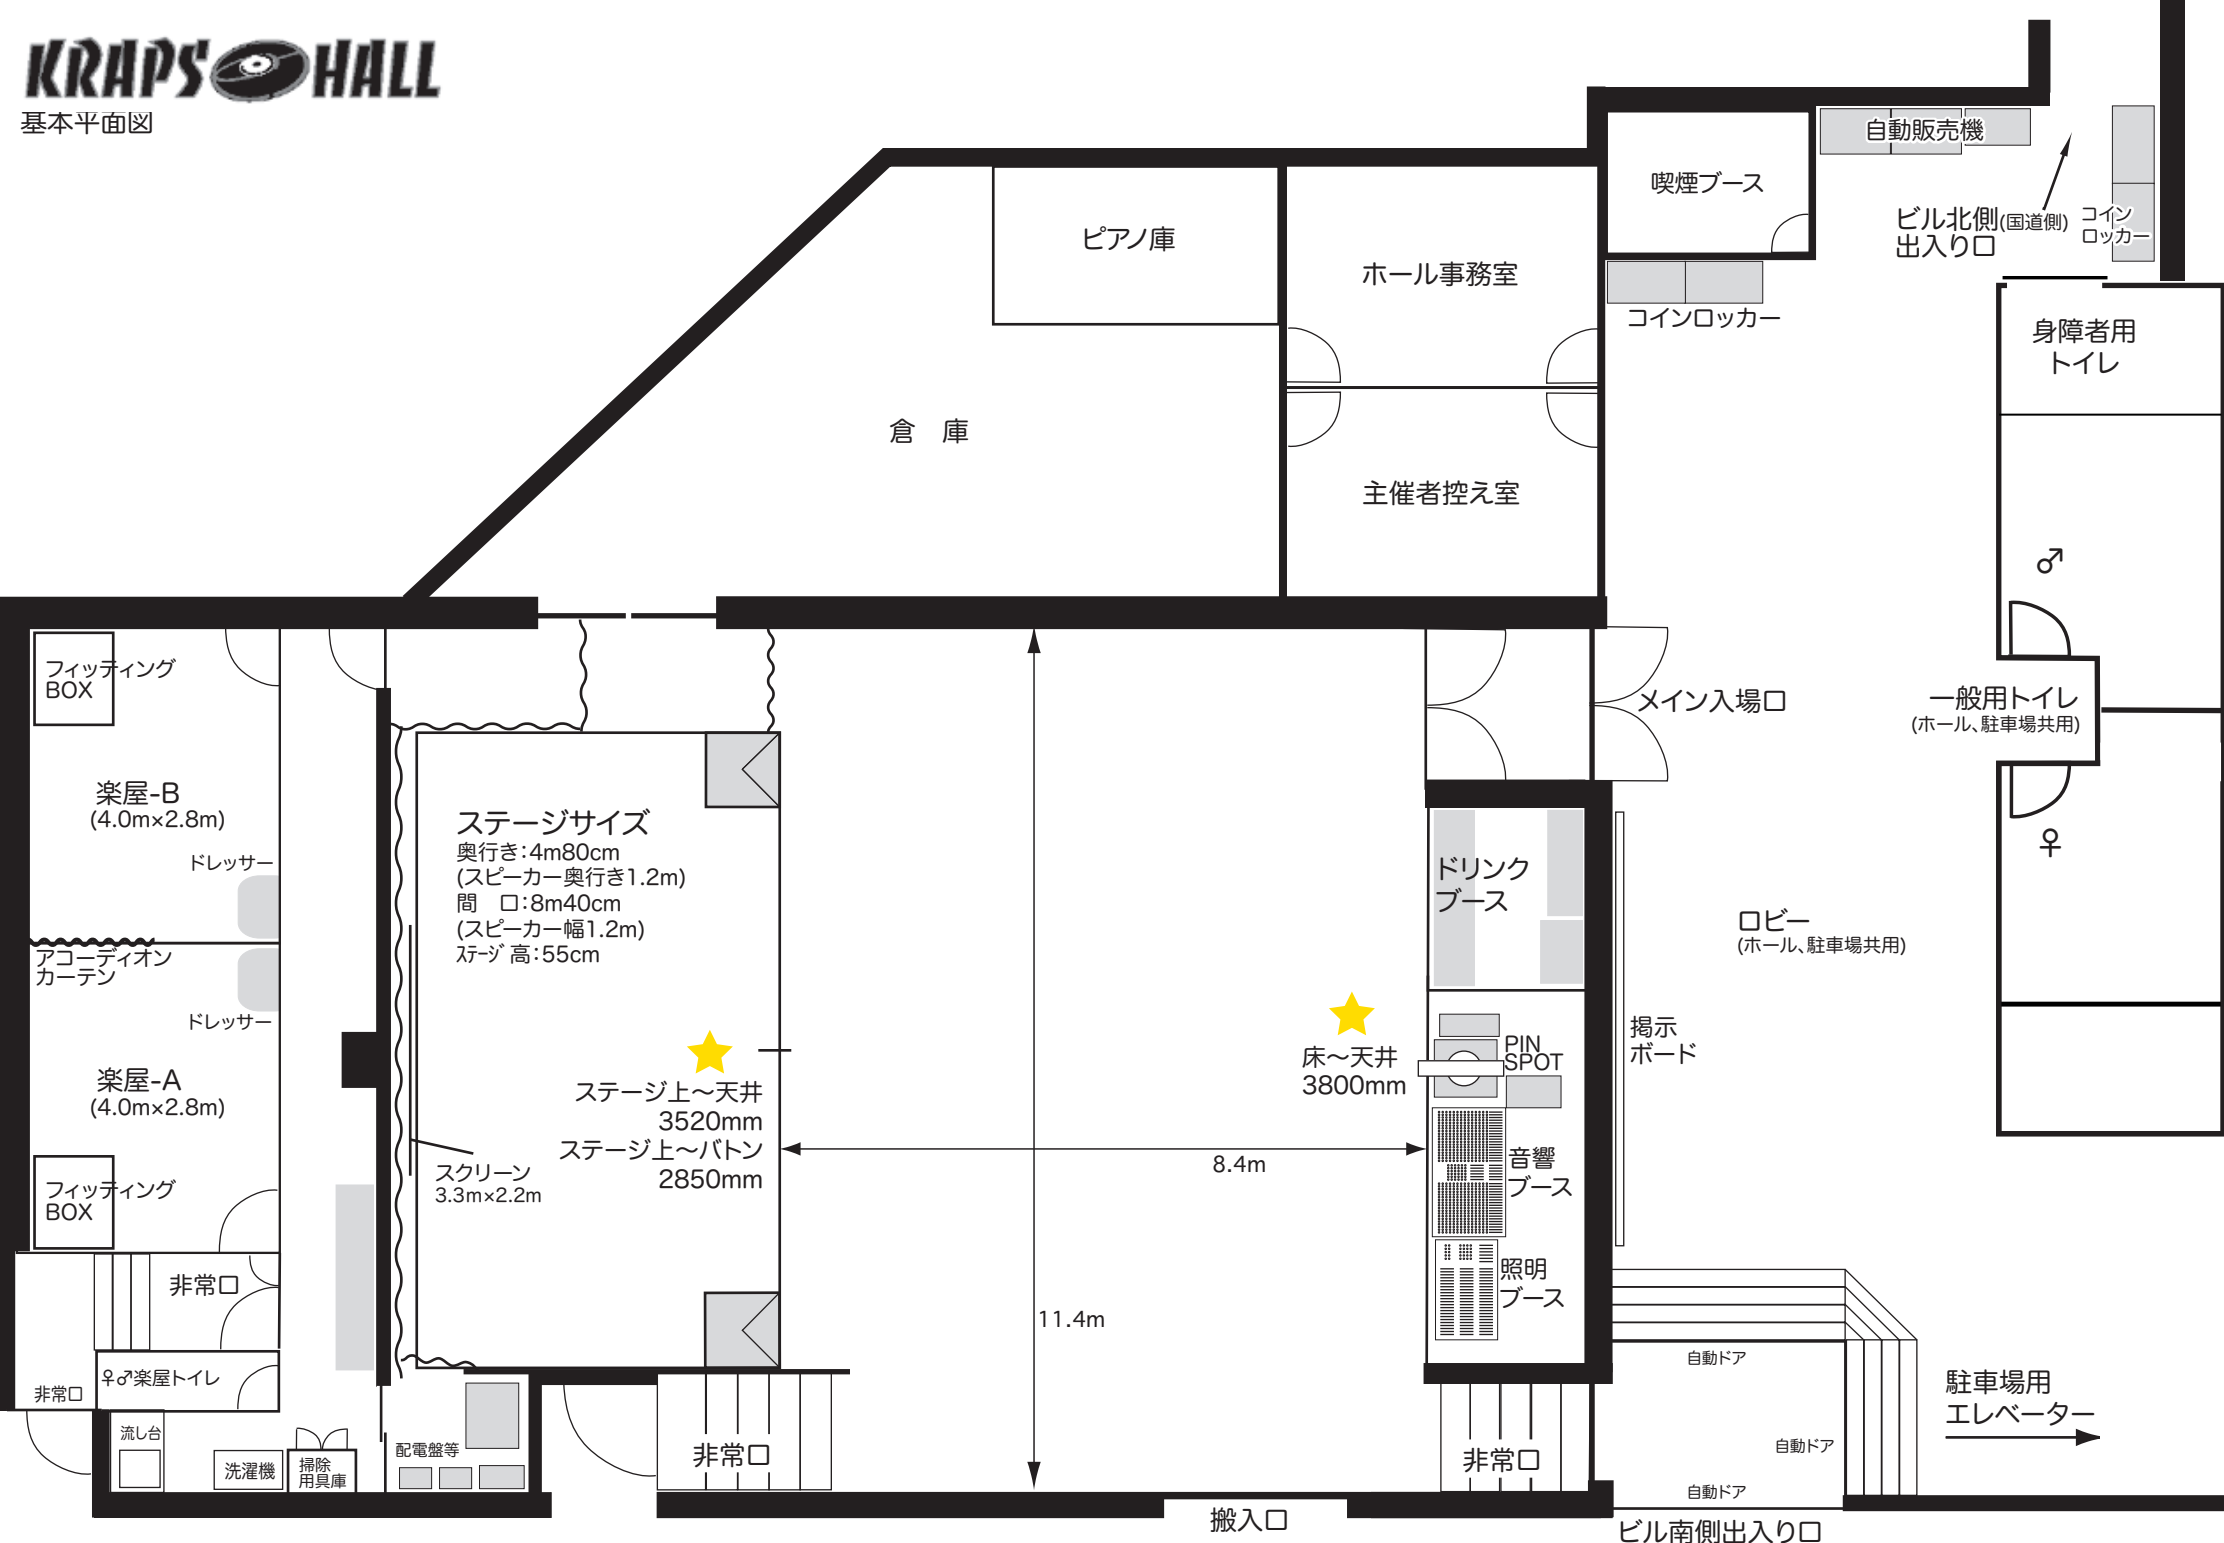 KRAPS HALL
基本平面図
自動販売機
喫煙ブース
ビル北側(国道側)
出入り口
コイン
ロッカー
ピアノ庫
ホール事務室
コインロッカー
身障者用
トイレ
倉　庫
主催者控え室
♂
フィッティング
BOX
メイン入場口
一般用トイレ
(ホール、駐車場共用)
楽屋-B
(4.0m×2.8m)
ドレッサー
ステージサイズ
奥行き:4m80cm
(スピーカー奥行き1.2m)
間　口:8m40cm
(スピーカー幅1.2m)
ステージ高:55cm
ドリンク
ブース
♀
ロビー
(ホール、駐車場共用)
アコーディオン
カーテン
ドレッサー
楽屋-A
(4.0m×2.8m)
ステージ上〜天井
3520mm
ステージ上〜バトン
2850mm
床〜天井
3800mm
PIN
SPOT
掲示
ボード
スクリーン
3.3m×2.2m
8.4m
音響
ブース
フィッティング
BOX
照明
ブース
11.4m
非常口
♀♂楽屋トイレ
非常口
流し台
洗濯機
掃除
用具庫
配電盤等
非常口
非常口
自動ドア
自動ドア
自動ドア
駐車場用
エレベーター
搬入口
ビル南側出入り口